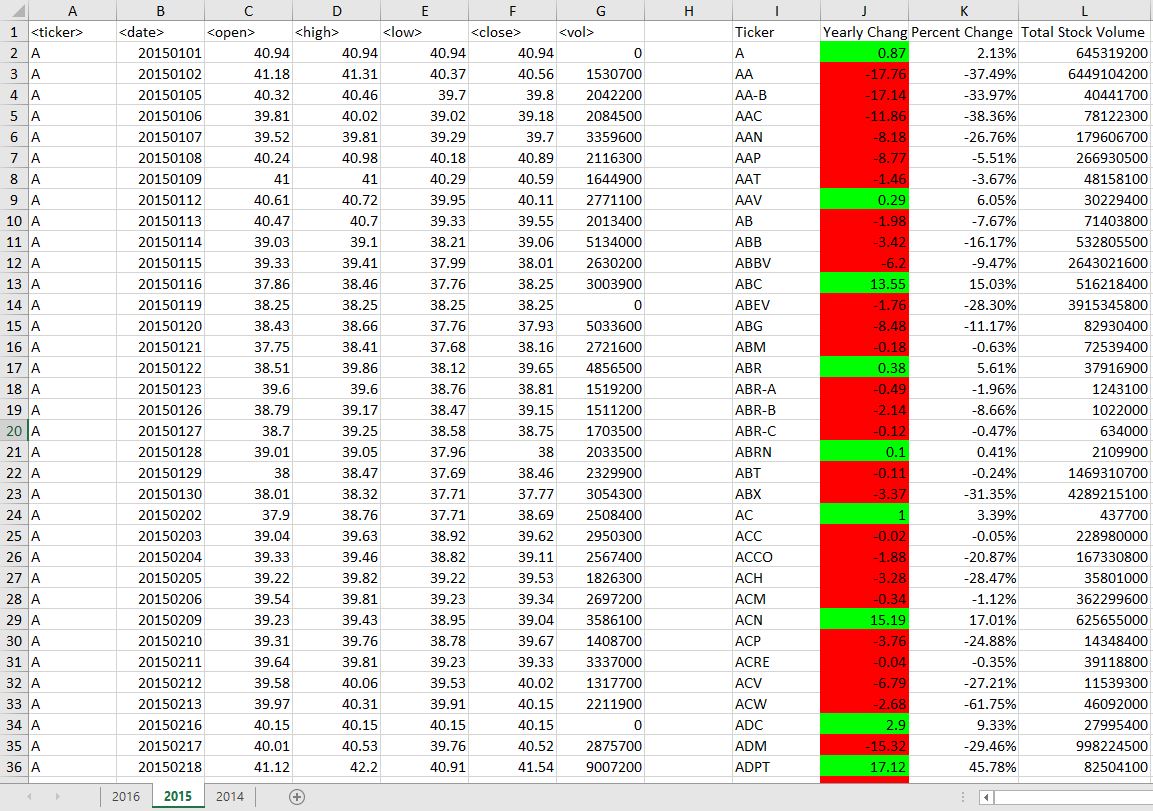 A B C D E F G H I J K L
1 <ticker> <date> <open> <high> <low> <close> <vol> Ticker Yearly Chang Percent Change Total Stock Volume
2 A 20150101 40.94 40.94 40.94 40.94 0 A 0.87 2.13% 645319200
3 A 20150102 41.18 41.31 40.37 40.56 1530700 AA -17.76 -37.49% 6449104200
4 A 20150105 40.32 40.46 39.7 39.8 2042200 AA-B -17.14 -33.97% 40441700
5 A 20150106 39.81 40.02 39.02 39.18 2084500 AAC -11.86 -38.36% 78122300
6 A 20150107 39.52 39.81 39.29 39.7 3359600 AAN -8.18 -26.76% 179606700
7 A 20150108 40.24 40.98 40.18 40.89 2116300 AAP -8.77 -5.51% 266930500
8 A 20150109 41 41 40.29 40.59 1644900 AAT -1.46 -3.67% 48158100
9 A 20150112 40.61 40.72 39.95 40.11 2771100 AAV 0.29 6.05% 30229400
10 A 20150113 40.47 40.7 39.33 39.55 2013400 AB -1.98 -7.67% 71403800
11 A 20150114 39.03 39.1 38.21 39.06 5134000 ABB -3.42 -16.17% 532805500
12 A 20150115 39.33 39.41 37.99 38.01 2630200 ABBV -6.2 -9.47% 2643021600
13 A 20150116 37.86 38.46 37.76 38.25 3003900 ABC 13.55 15.03% 516218400
14 A 20150119 38.25 38.25 38.25 38.25 0 ABEV -1.76 -28.30% 3915345800
15 A 20150120 38.43 38.66 37.76 37.93 5033600 ABG -8.48 -11.17% 82930400
16 A 20150121 37.75 38.41 37.68 38.16 2721600 ABM -0.18 -0.63% 72539400
17 A 20150122 38.51 39.86 38.12 39.65 4856500 ABR 0.38 5.61% 37916900
18 A 20150123 39.6 39.6 38.76 38.81 1519200 ABR-A -0.49 -1.96% 1243100
19 A 20150126 38.79 39.17 38.47 39.15 1511200 ABR-B -2.14 -8.66% 1022000
20 A 20150127 38.7 39.25 38.58 38.75 1703500 ABR-C -0.12 -0.47% 634000
21 A 20150128 39.01 39.05 37.96 38 2033500 ABRN 0.1 0.41% 2109900
22 A 20150129 38 38.47 37.69 38.46 2329900 ABT -0.11 -0.24% 1469310700
23 A 20150130 38.01 38.32 37.71 37.77 3054300 ABX -3.37 -31.35% 4289215100
24 A 20150202 37.9 38.76 37.71 38.69 2508400 AC 1 3.39% 437700
25 A 20150203 39.04 39.63 38.92 39.62 2950300 ACC -0.02 -0.05% 228980000
26 A 20150204 39.33 39.46 38.82 39.11 2567400 ACCO -1.88 -20.87% 167330800
27 A 20150205 39.22 39.82 39.22 39.53 1826300 ACH -3.28 -28.47% 35801000
28 A 20150206 39.54 39.81 39.23 39.34 2697200 ACM -0.34 -1.12% 362299600
29 A 20150209 39.23 39.43 38.95 39.04 3586100 ACN 15.19 17.01% 625655000
30 A 20150210 39.31 39.76 38.78 39.67 1408700 ACP -3.76 -24.88% 14348400
31 A 20150211 39.64 39.81 39.23 39.33 3337000 ACRE -0.04 -0.35% 39118800
32 A 20150212 39.58 40.06 39.53 40.02 1317700 ACV -6.79 -27.21% 11539300
33 A 20150213 39.97 40.31 39.91 40.15 2211900 ACW -2.68 -61.75% 46092000
34 A 20150216 40.15 40.15 40.15 40.15 0 ADC 2.9 9.33% 27995400
35 A 20150217 40.01 40.53 39.76 40.52 2875700 ADM -15.32 -29.46% 998224500
36 A 20150218 41.12 42.2 40.91 41.54 9007200 ADPT 17.12 45.78% 82504100
2016 2015 2014